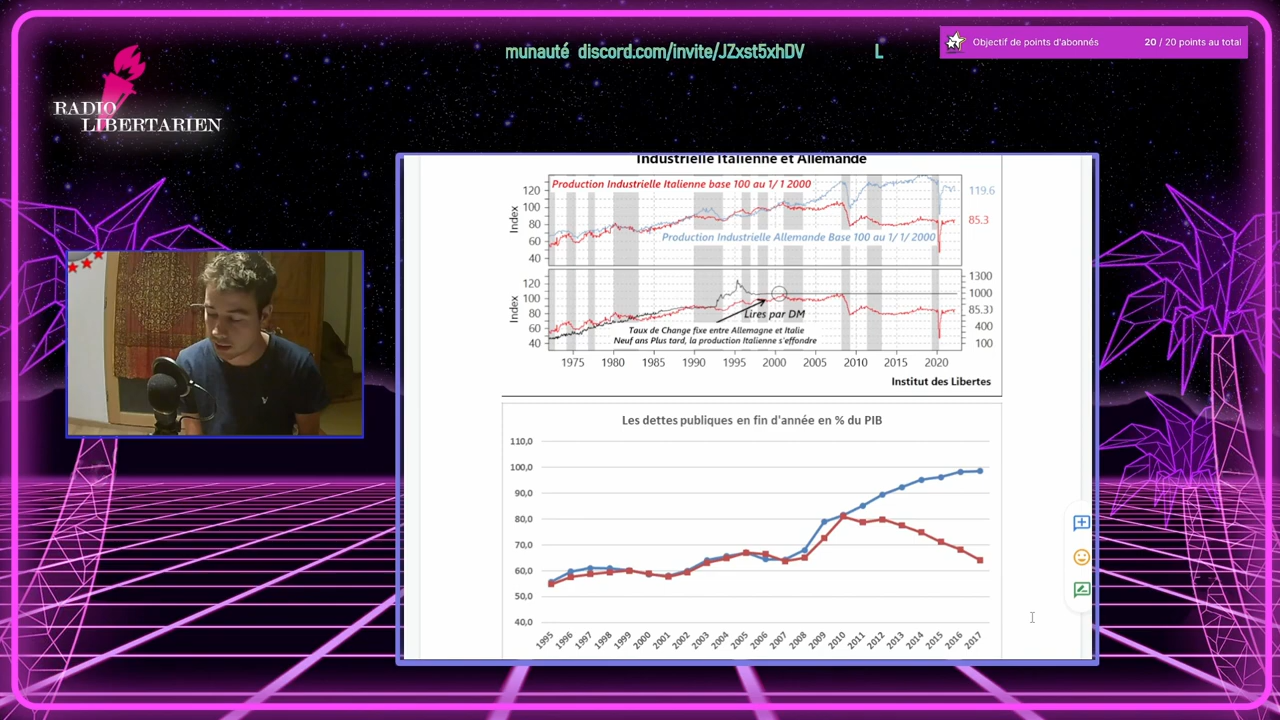 munauté discord.com/invite/JZxst5xhDV L
Objectif de points d'abonnés 20 / 20 points au total
RADIO
LIBERTARIEN
Industrielle Italienne et Allemande
Production Industrielle Italienne base 100 au 1/ 1 2000
Index
120
100
80
60
40
119.6
85.3
Production Industrielle Allemande Base 100 au 1/ 1/ 2000
Index
120
100
80
60
40
1300
1000
85.33
400
100
Lires par DM
Taux de Change fixe entre Allemagne et Italie
Neuf ans Plus tard, la production Italienne s'effondre
1975 1980 1985 1990 1995 2000 2005 2010 2015 2020
Institut des Libertes
Les dettes publiques en fin d'année en % du PIB
110,0
100,0
90,0
80,0
70,0
60,0
50,0
40,0
1995 1996 1997 1998 1999 2000 2001 2002 2003 2004 2005 2006 2007 2008 2009 2010 2011 2012 2013 2014 2015 2016 2017